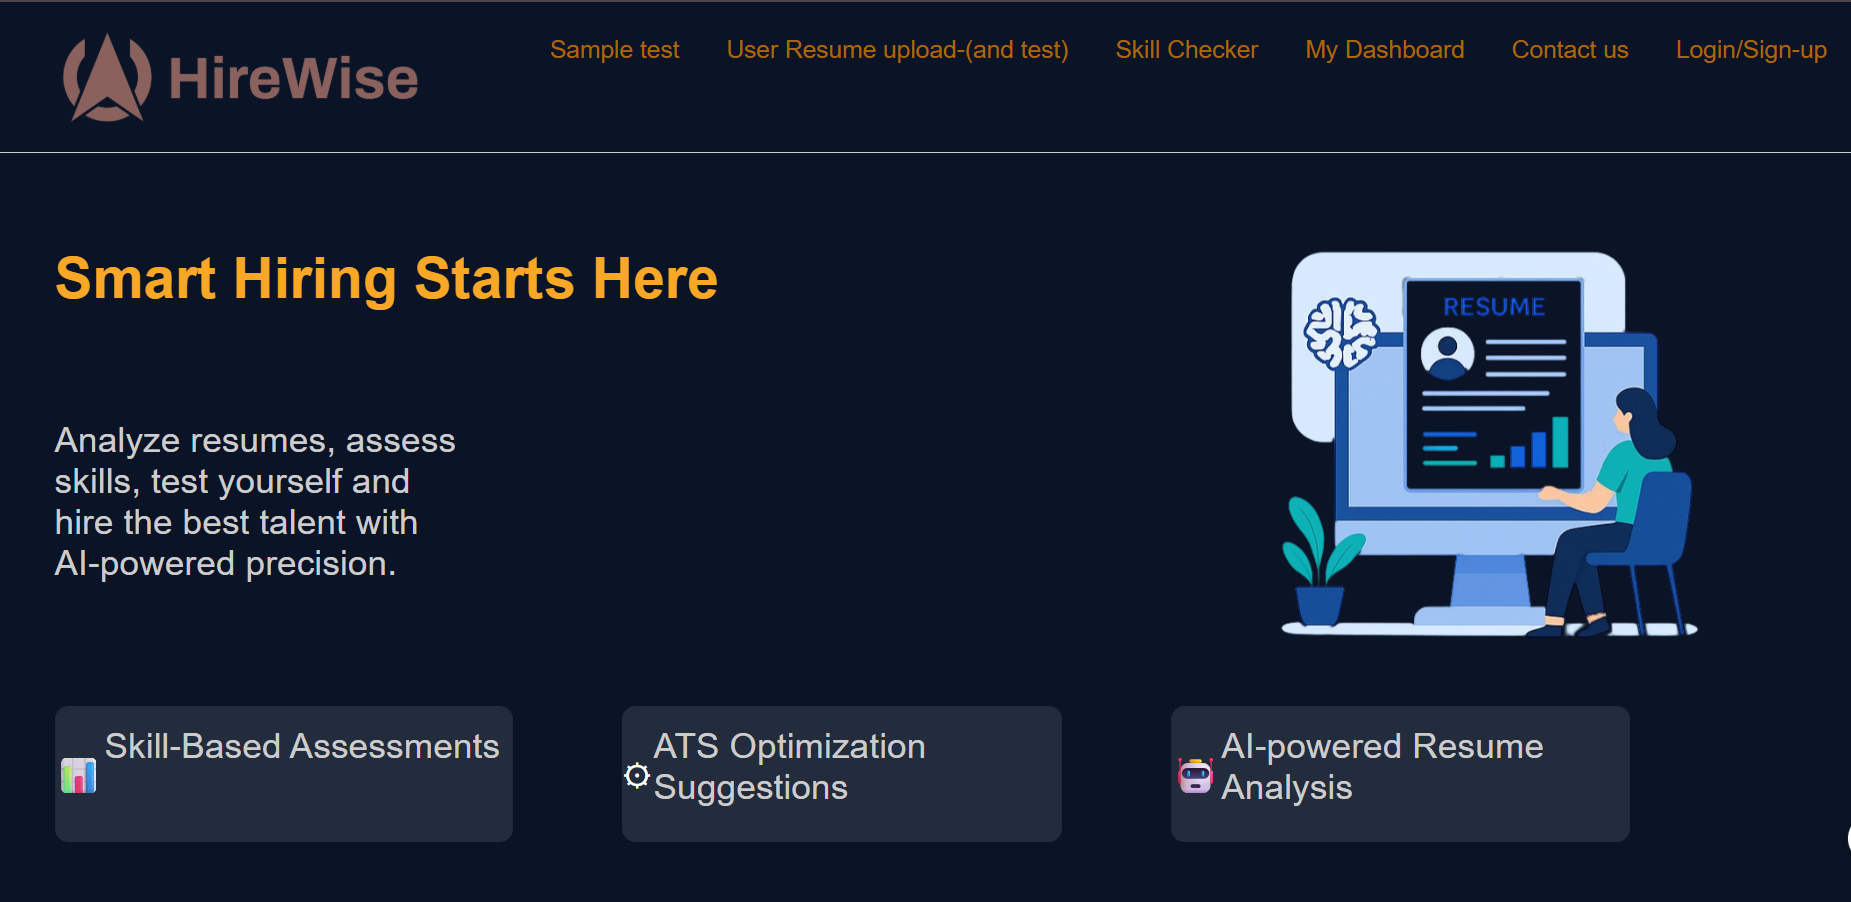 HireWise
Sample test
User Resume upload-(and test)
Skill Checker
My Dashboard
Contact us
Login/Sign-up
Smart Hiring Starts Here
Analyze resumes, assess
skills, test yourself and
hire the best talent with
AI-powered precision.
RESUME
Skill-Based Assessments
ATS Optimization
Suggestions
AI-powered Resume
Analysis